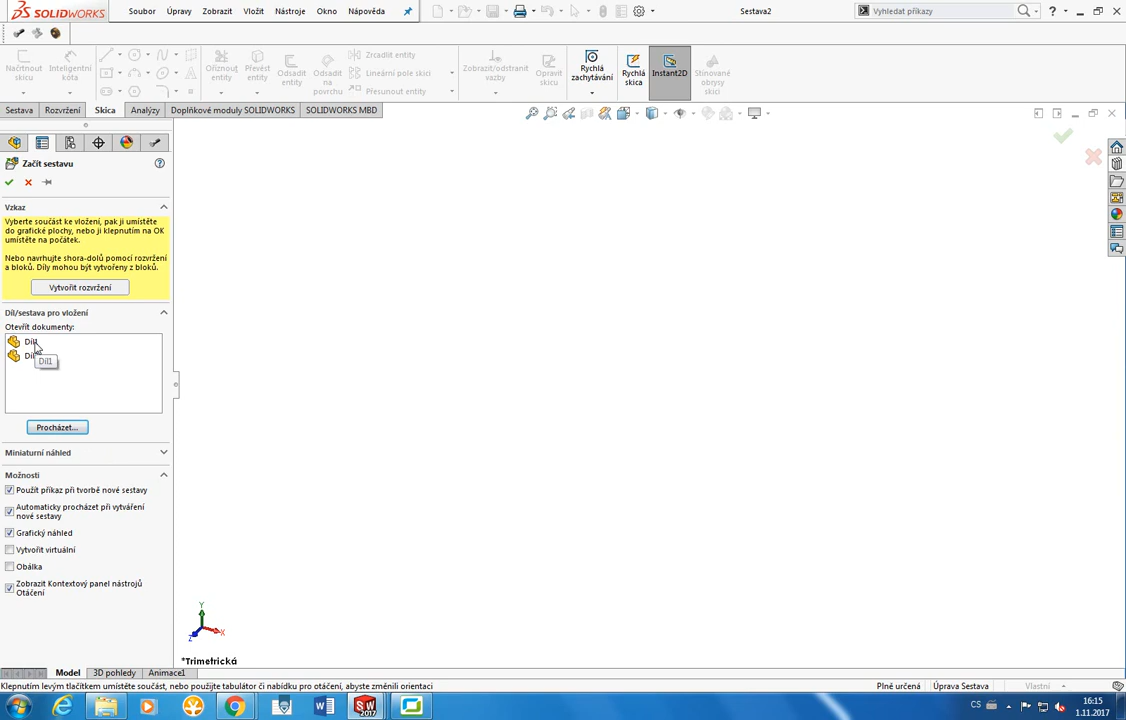 SOLIDWORKS
Soubor Úpravy Zobrazit Vložit Nástroje Okno Nápověda
Sestava2
Vyhledat příkazy
Načrtnout skicu
Inteligentní kóta
Oříznout entity
Převést entity
Odsadit entity
Odsadit na povrchu
Zrcadlit entity
Lineární pole skici
Přesunout entity
Zobrazit/odstranit vazby
Opravit skicu
Rychlé zachytávání
Rychlá skica
Instant2D
Stínované obrysy skici
Sestava Rozvržení Skica Analýzy Doplňkové moduly SOLIDWORKS SOLIDWORKS MBD
Začít sestavu
Vzkaz
Vyberte součást ke vložení, pak ji umístěte
do grafické plochy, nebo ji klepnutím na OK
umístěte na počátek.
Nebo navrhujte shora-dolů pomocí rozvržení
a bloků. Díly mohou být vytvořeny z bloků.
Vytvořit rozvržení
Díl/sestava pro vložení
Otevřít dokumenty:
Díl1
Díl1
Procházet...
Miniaturní náhled
Možnosti
Použít příkaz při tvorbě nové sestavy
Automaticky procházet při vytváření
nové sestavy
Grafický náhled
Vytvořit virtuální
Obálka
Zobrazit Kontextový panel nástrojů
Otáčení
Y
X
Z
*Trimetrická
Model 3D pohledy Animace1
Klepnutím levým tlačítkem umístěte součást, nebo použijte tabulátor či nabídku pro otáčení, abyste změnili orientaci
Plně určená Úprava Sestava Vlastní
CS
16:15
1.11.2017